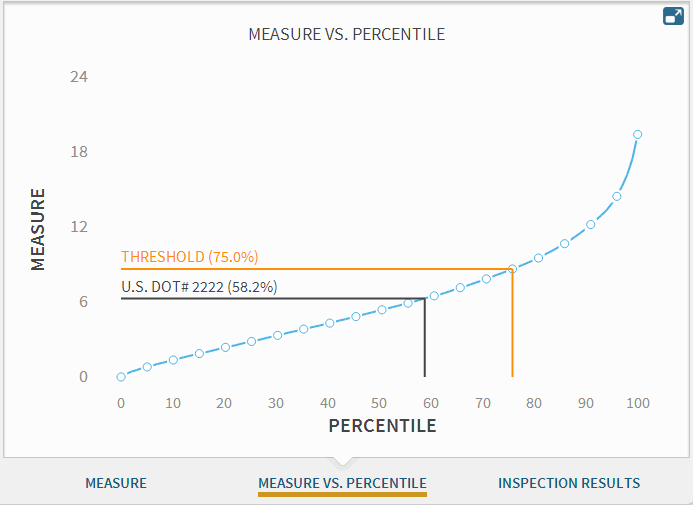 MEASURE VS. PERCENTILE
24
18
12
6
0
MEASURE
THRESHOLD (75.0%)
U.S. DOT# 2222 (58.2%)
0 10 20 30 40 50 60 70 80 90 100
PERCENTILE
MEASURE MEASURE VS. PERCENTILE INSPECTION RESULTS